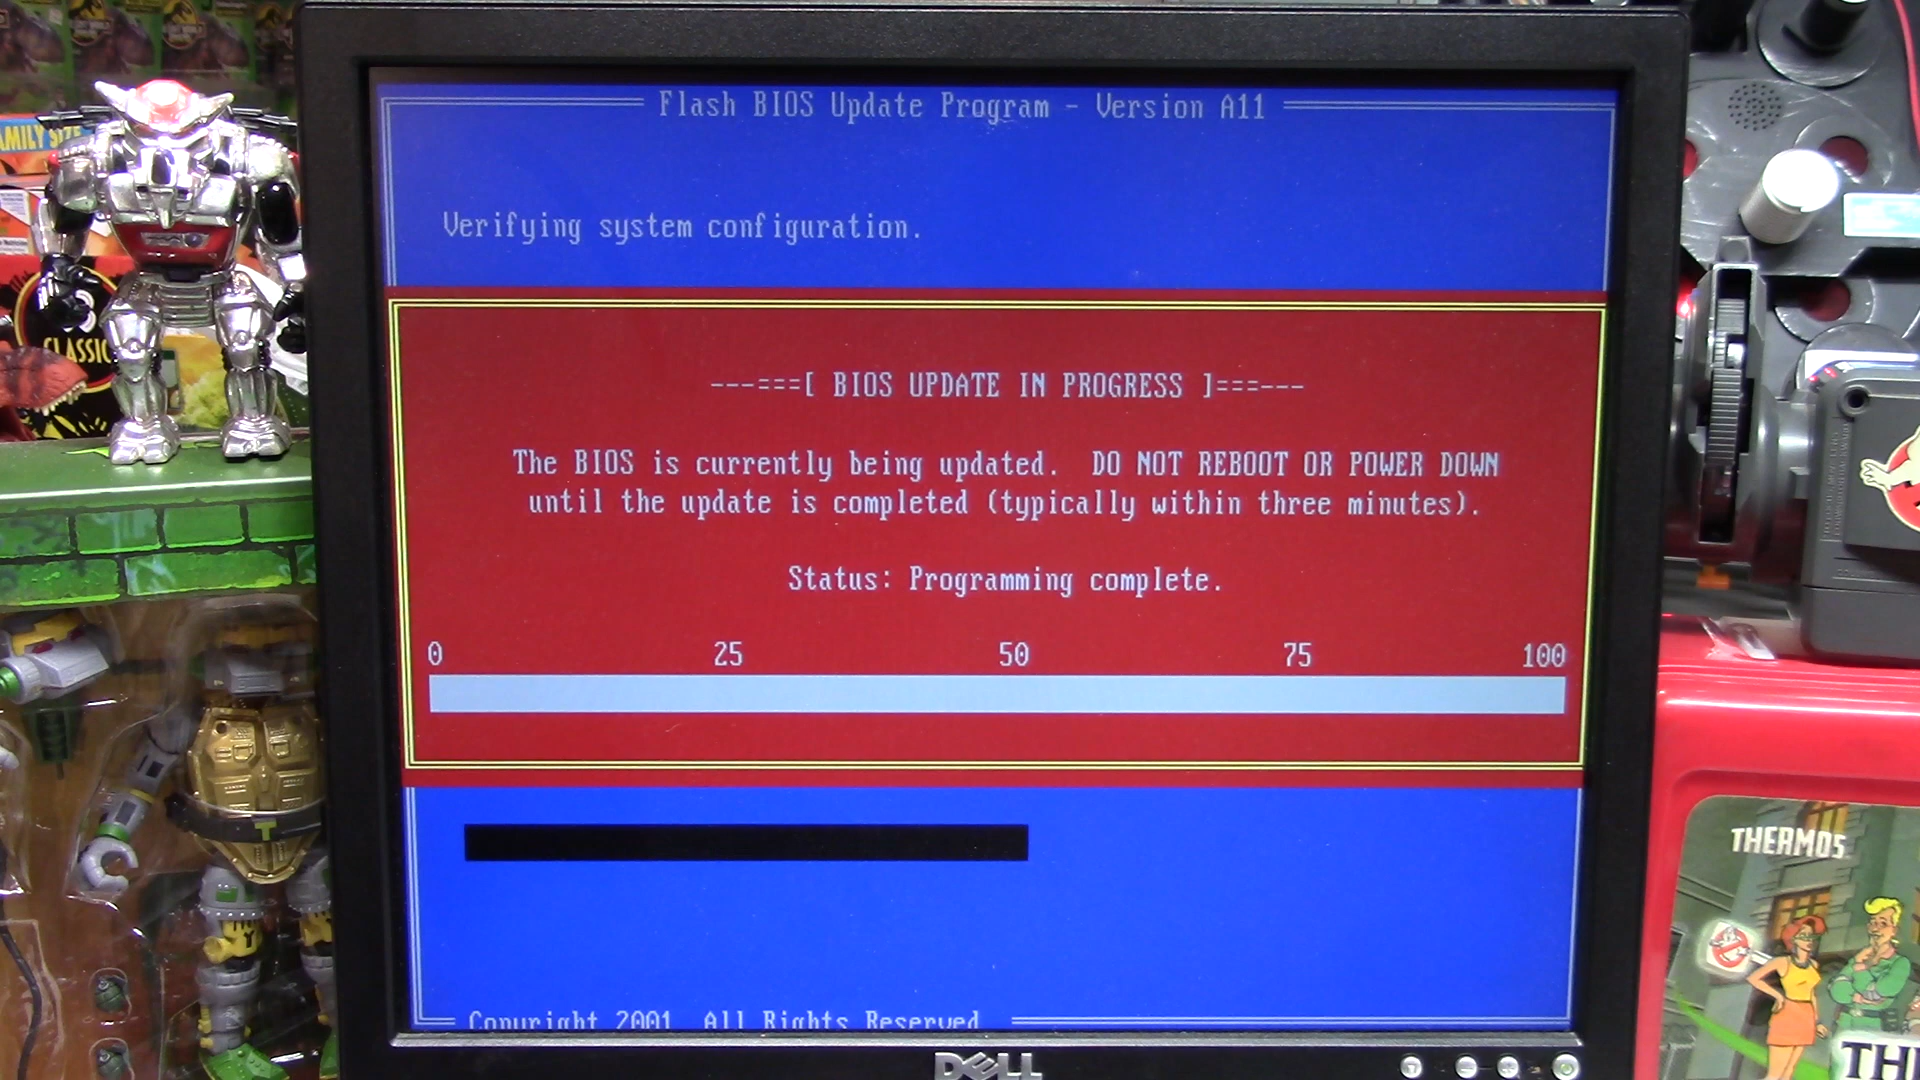 Flash BIOS Update Program - Version A11
Verifying system configuration.
---===[ BIOS UPDATE IN PROGRESS ]===---
The BIOS is currently being updated.  DO NOT REBOOT OR POWER DOWN
until the update is completed (typically within three minutes).
Status: Programming complete.
0 25 50 75 100
Copyright 2001  All Rights Reserved
DELL
FAMILY SIZE
CLASSIC
T
THERMOS